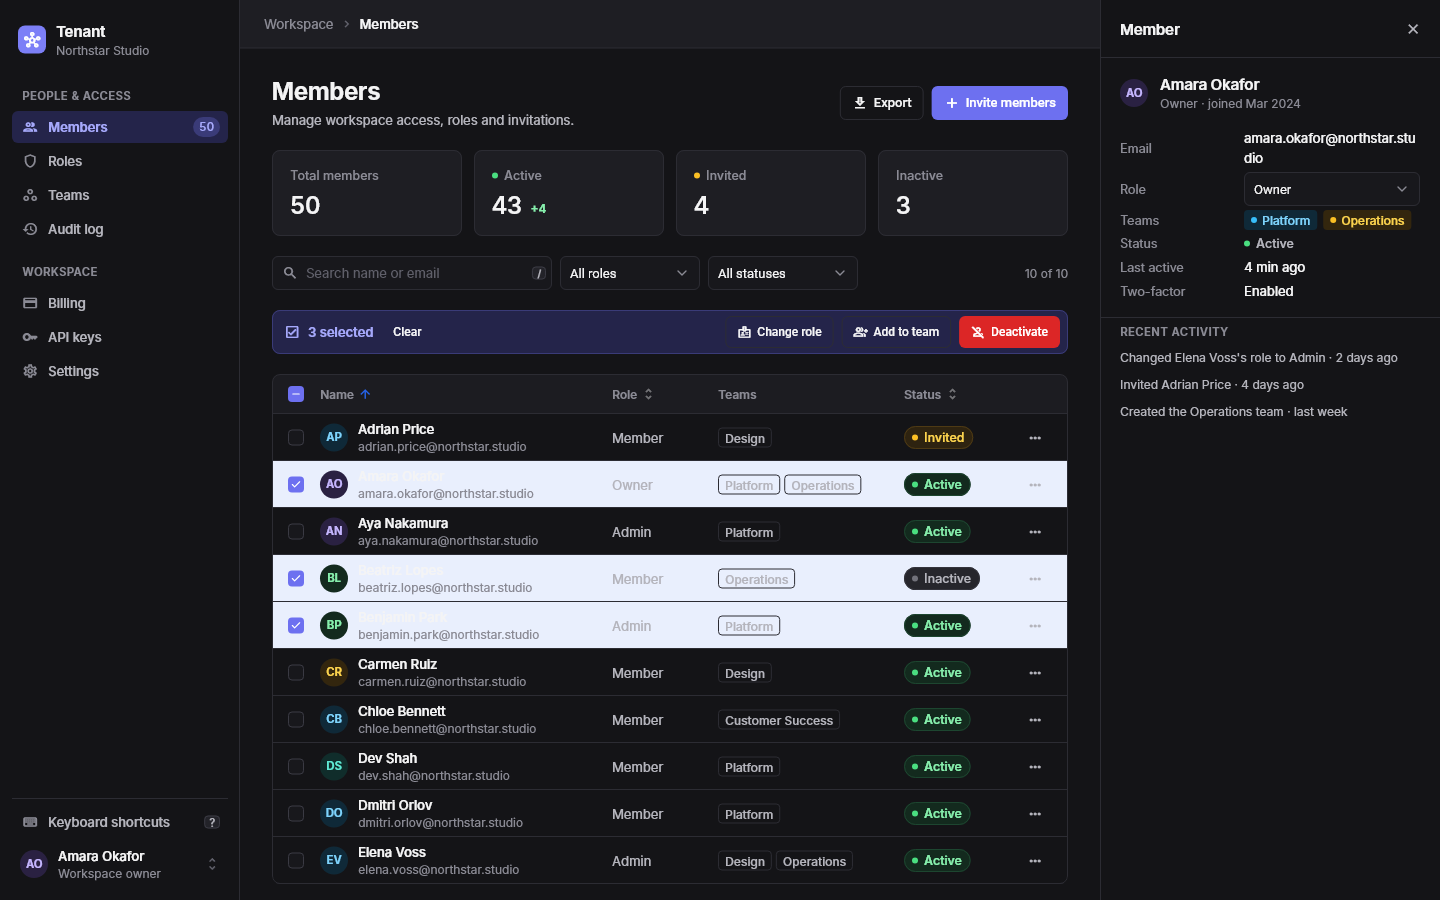 Tenant
Northstar Studio
PEOPLE & ACCESS
Members 50
Roles
Teams
Audit log
WORKSPACE
Billing
API keys
Settings
Keyboard shortcuts ?
AO Amara Okafor
Workspace owner
Workspace > Members
Members
Manage workspace access, roles and invitations.
Export
Invite members
Total members
50
Active
43 +4
Invited
4
Inactive
3
Search name or email /
All roles
All statuses
10 of 10
3 selected Clear
Change role
Add to team
Deactivate
Name Role Teams Status
AP Adrian Price
adrian.price@northstar.studio
Member Design Invited
AO Amara Okafor
amara.okafor@northstar.studio
Owner Platform Operations Active
AN Aya Nakamura
aya.nakamura@northstar.studio
Admin Platform Active
BL Beatriz Lopes
beatriz.lopes@northstar.studio
Member Operations Inactive
BP Benjamin Park
benjamin.park@northstar.studio
Admin Platform Active
CR Carmen Ruiz
carmen.ruiz@northstar.studio
Member Design Active
CB Chloe Bennett
chloe.bennett@northstar.studio
Member Customer Success Active
DS Dev Shah
dev.shah@northstar.studio
Member Platform Active
DO Dmitri Orlov
dmitri.orlov@northstar.studio
Member Platform Active
EV Elena Voss
elena.voss@northstar.studio
Admin Design Operations Active
Member
AO Amara Okafor
Owner · joined Mar 2024
Email amara.okafor@northstar.stu
dio
Role Owner
Teams Platform Operations
Status Active
Last active 4 min ago
Two-factor Enabled
RECENT ACTIVITY
Changed Elena Voss's role to Admin · 2 days ago
Invited Adrian Price · 4 days ago
Created the Operations team · last week